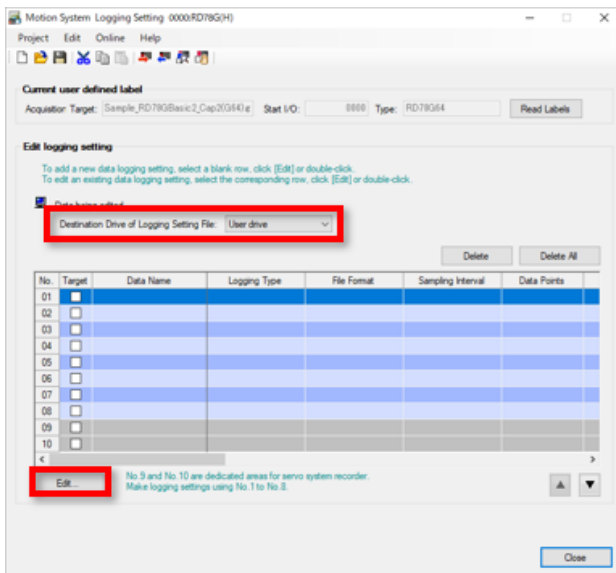 Motion System Logging Setting 0000:RD78G(H)
Project Edit Online Help
Current user defined label
Acquisition Target: Sample_RD78GBasic2_Cap2(G64).g Start I/O: 0000 Type: RD78G64 Read Labels
Edit logging setting
To add a new data logging setting, select a blank row, click [Edit] or double-click.
To edit an existing data logging setting, select the corresponding row, click [Edit] or double-click.
Data being edited
Destination Drive of Logging Setting File: User drive
Delete Delete All
No. Target Data Name Logging Type File Format Sampling Interval Data Points
01
02
03
04
05
06
07
08
09
10
Edit...
No.9 and No.10 are dedicated areas for servo system recorder.
Make logging settings using No.1 to No.8.
Close